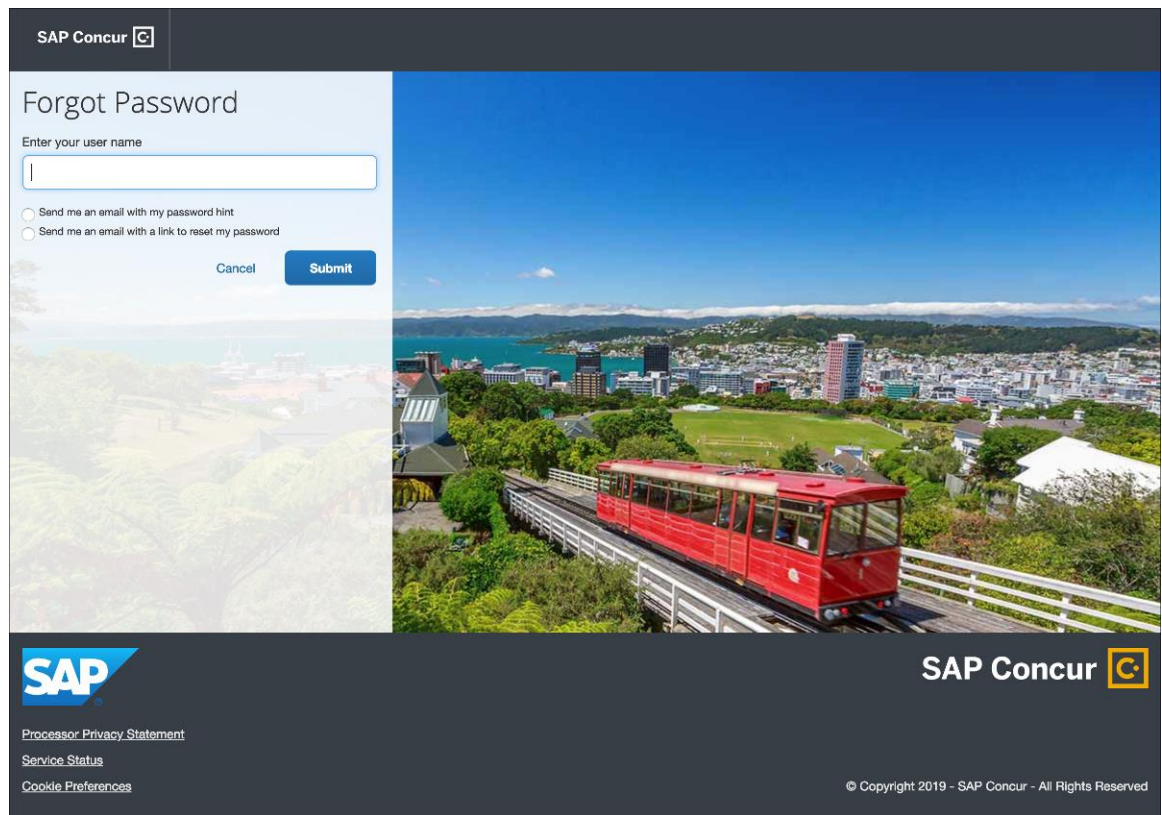 SAP Concur C
Forgot Password
Enter your user name
Send me an email with my password hint
Send me an email with a link to reset my password
Cancel
Submit
SAP
SAP Concur C
Processor Privacy Statement
Service Status
Cookie Preferences
© Copyright 2019 - SAP Concur - All Rights Reserved